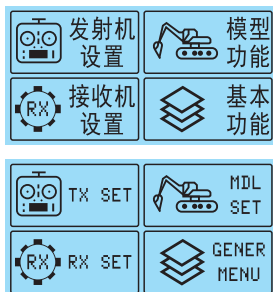 发射机
设置
模型
功能
RX
接收机
设置
基本
功能
TX SET
MDL
SET
RX
RX SET
GENER
MENU